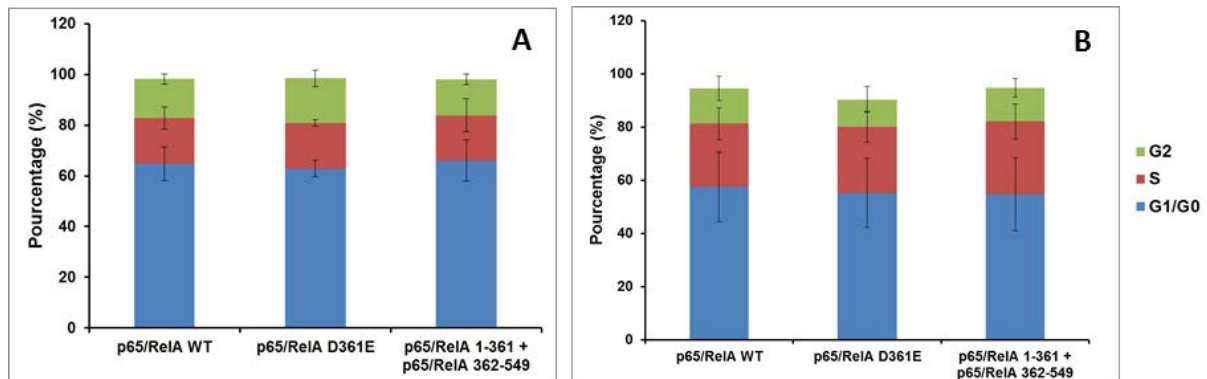 A
120
100
80
60
40
20
0
Pourcentage (%)
p65/RelA WT
p65/RelA D361E
p65/RelA 1-361 +
p65/RelA 362-549
B
120
100
80
60
40
20
0
Pourcentage (%)
p65/RelA WT
p65/RelA D361E
p65/RelA 1-361 +
p65/RelA 362-549
G2
S
G1/G0